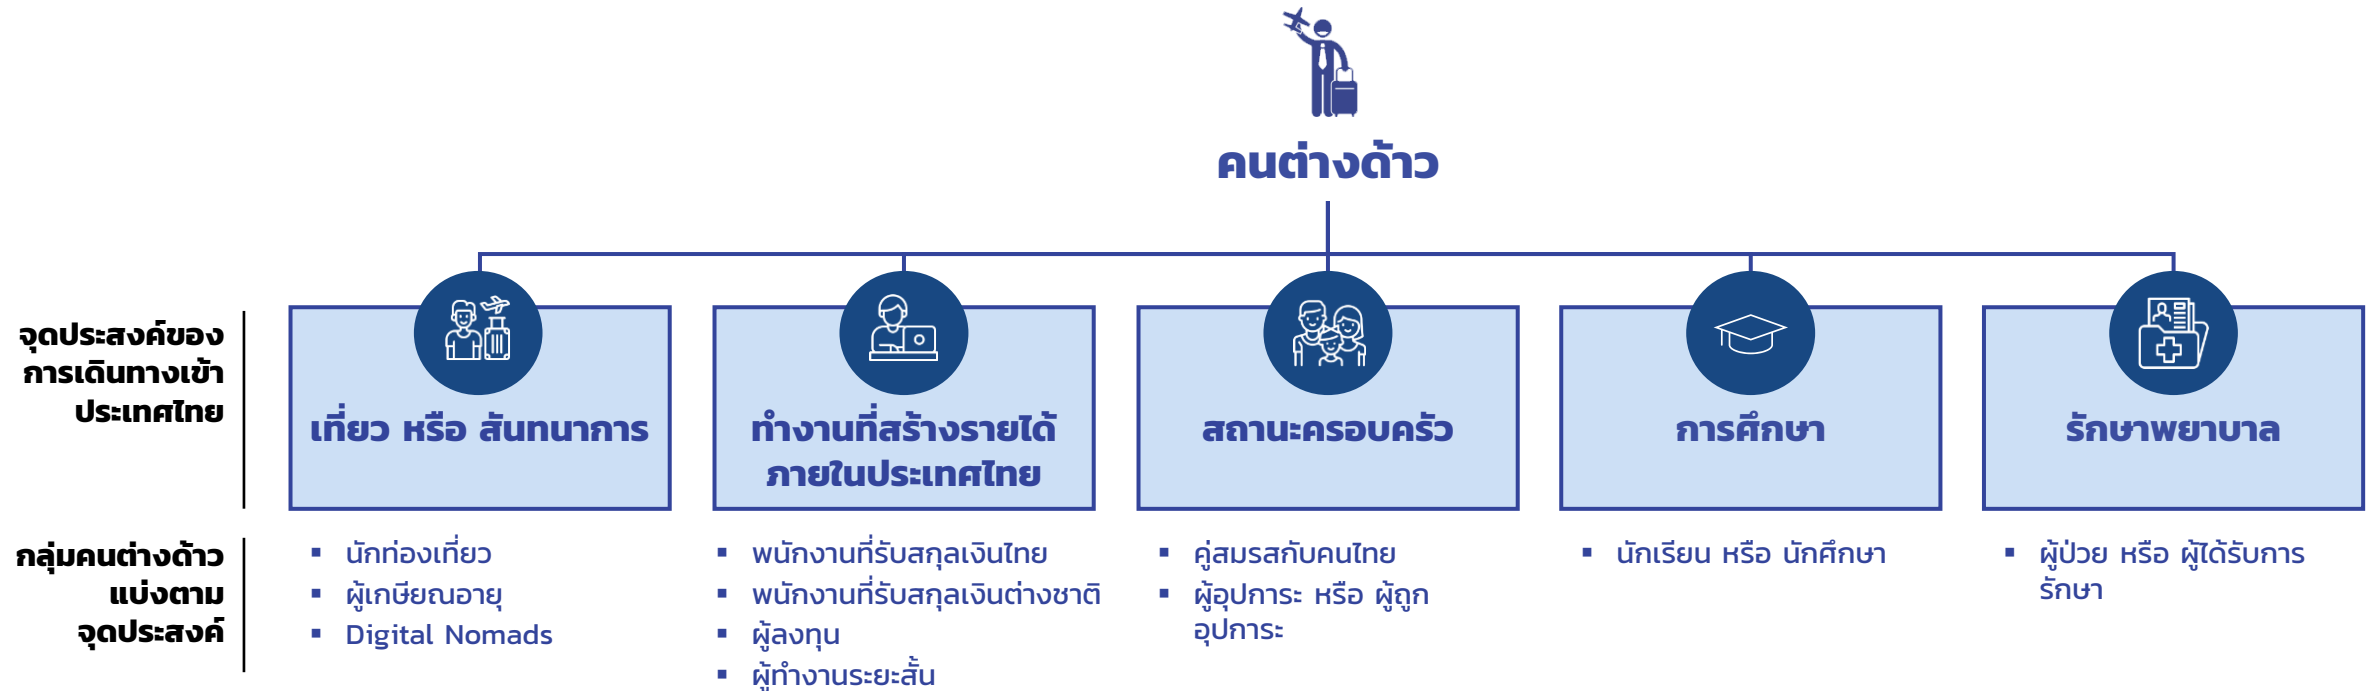 คนต่างด้าว
จุดประสงค์ของ
การเดินทางเข้า
ประเทศไทย
เที่ยว หรือ สันทนาการ
ทำงานที่สร้างรายได้
ภายในประเทศไทย
สถานะครอบครัว
การศึกษา
รักษาพยาบาล
กลุ่มคนต่างด้าว
แบ่งตาม
จุดประสงค์
▪ นักท่องเที่ยว
▪ ผู้เกษียณอายุ
▪ Digital Nomads
▪ พนักงานที่รับสกุลเงินไทย
▪ พนักงานที่รับสกุลเงินต่างชาติ
▪ ผู้ลงทุน
▪ ผู้ทำงานระยะสั้น
▪ คู่สมรสกับคนไทย
▪ ผู้อุปการะ หรือ ผู้ถูก
อุปการะ
▪ นักเรียน หรือ นักศึกษา
▪ ผู้ป่วย หรือ ผู้ได้รับการ
รักษา